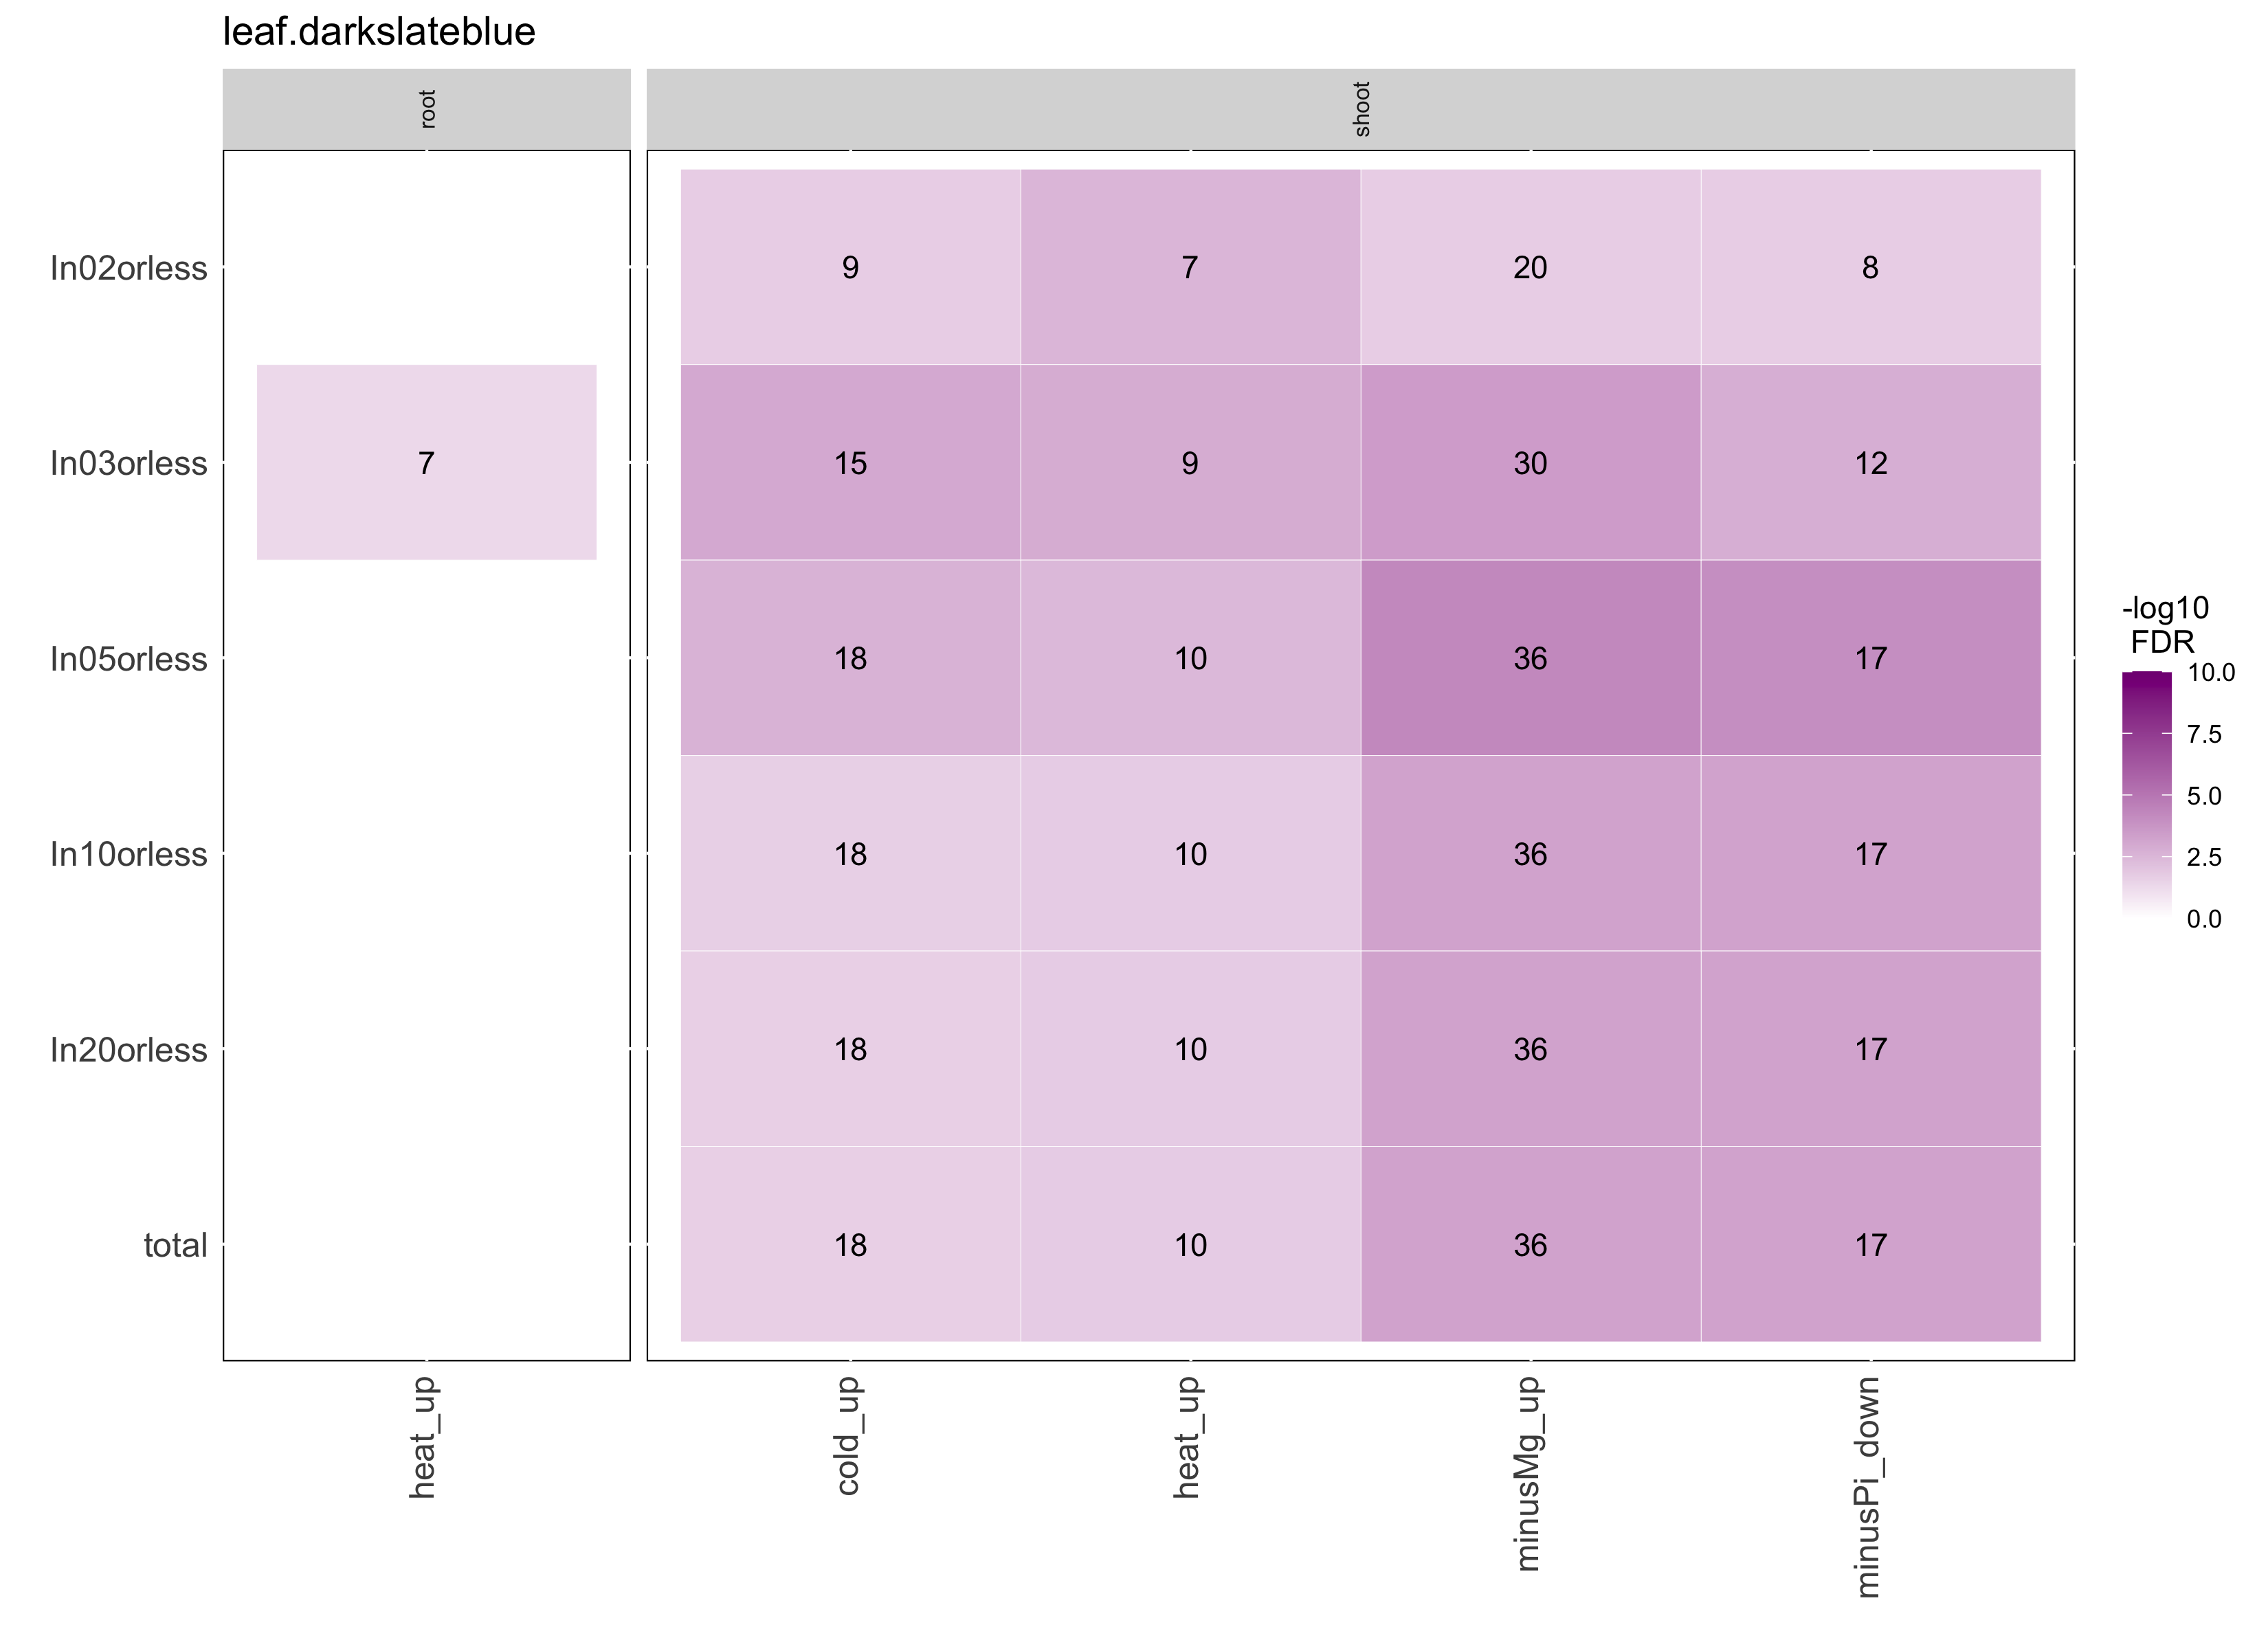 leaf.darkslateblue
root
shoot
In02orless
9 7 20 8
In03orless
7 15 9 30 12
In05orless
18 10 36 17
In10orless
18 10 36 17
In20orless
18 10 36 17
total
18 10 36 17
heat_up
cold_up
heat_up
minusMg_up
minusPi_down
-log10
FDR
10.0
7.5
5.0
2.5
0.0